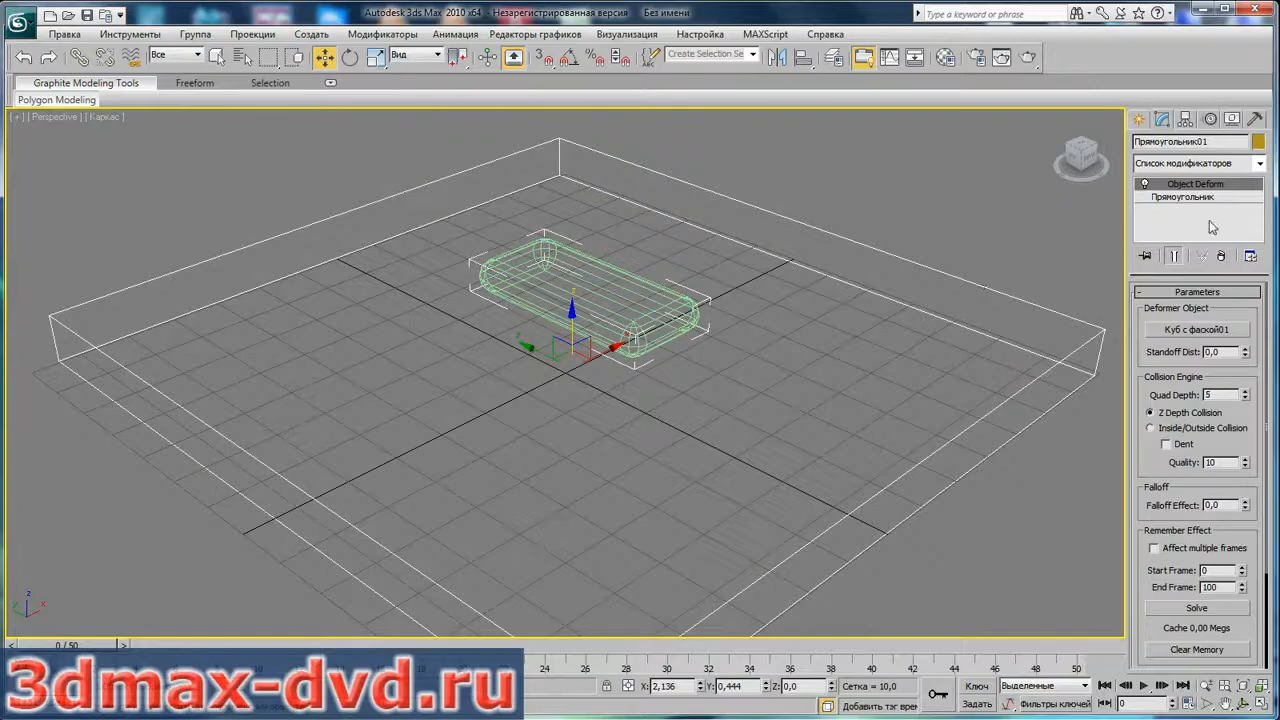 Autodesk 3ds Max 2010 x64 - Незарегистрированная версия Без имени
Type a keyword or phrase
Правка Инструменты Группа Проекции Создать Модификаторы Анимация Редакторы графиков Визуализация Настройка MAXScript Справка
Все Вид Create Selection Se
Graphite Modeling Tools Freeform Selection
Polygon Modeling
[ + ] [ Perspective ] [ Каркас ]
Прямоугольник01
Список модификаторов
Object Deform
Прямоугольник
- Parameters
Deformer Object
Куб с фаской01
Standoff Dist: 0,0
Collision Engine
Quad Depth: 5
Z Depth Collision
Inside/Outside Collision
Dent
Quality: 10
Falloff
Falloff Effect: 0,0
Remember Effect
Affect multiple frames
Start Frame: 0
End Frame: 100
Solve
Cache 0,00 Megs
Clear Memory
z
x
0 / 50
24 26 28 30 32 34 36 38 40 42 44 46 48 50
X: 2,136 Y: 0,444 Z: 0,0 Сетка = 10,0 Ключ Выделенные
Добавить тэг врем Задать Фильтры ключей 0
3dmax-dvd.ru